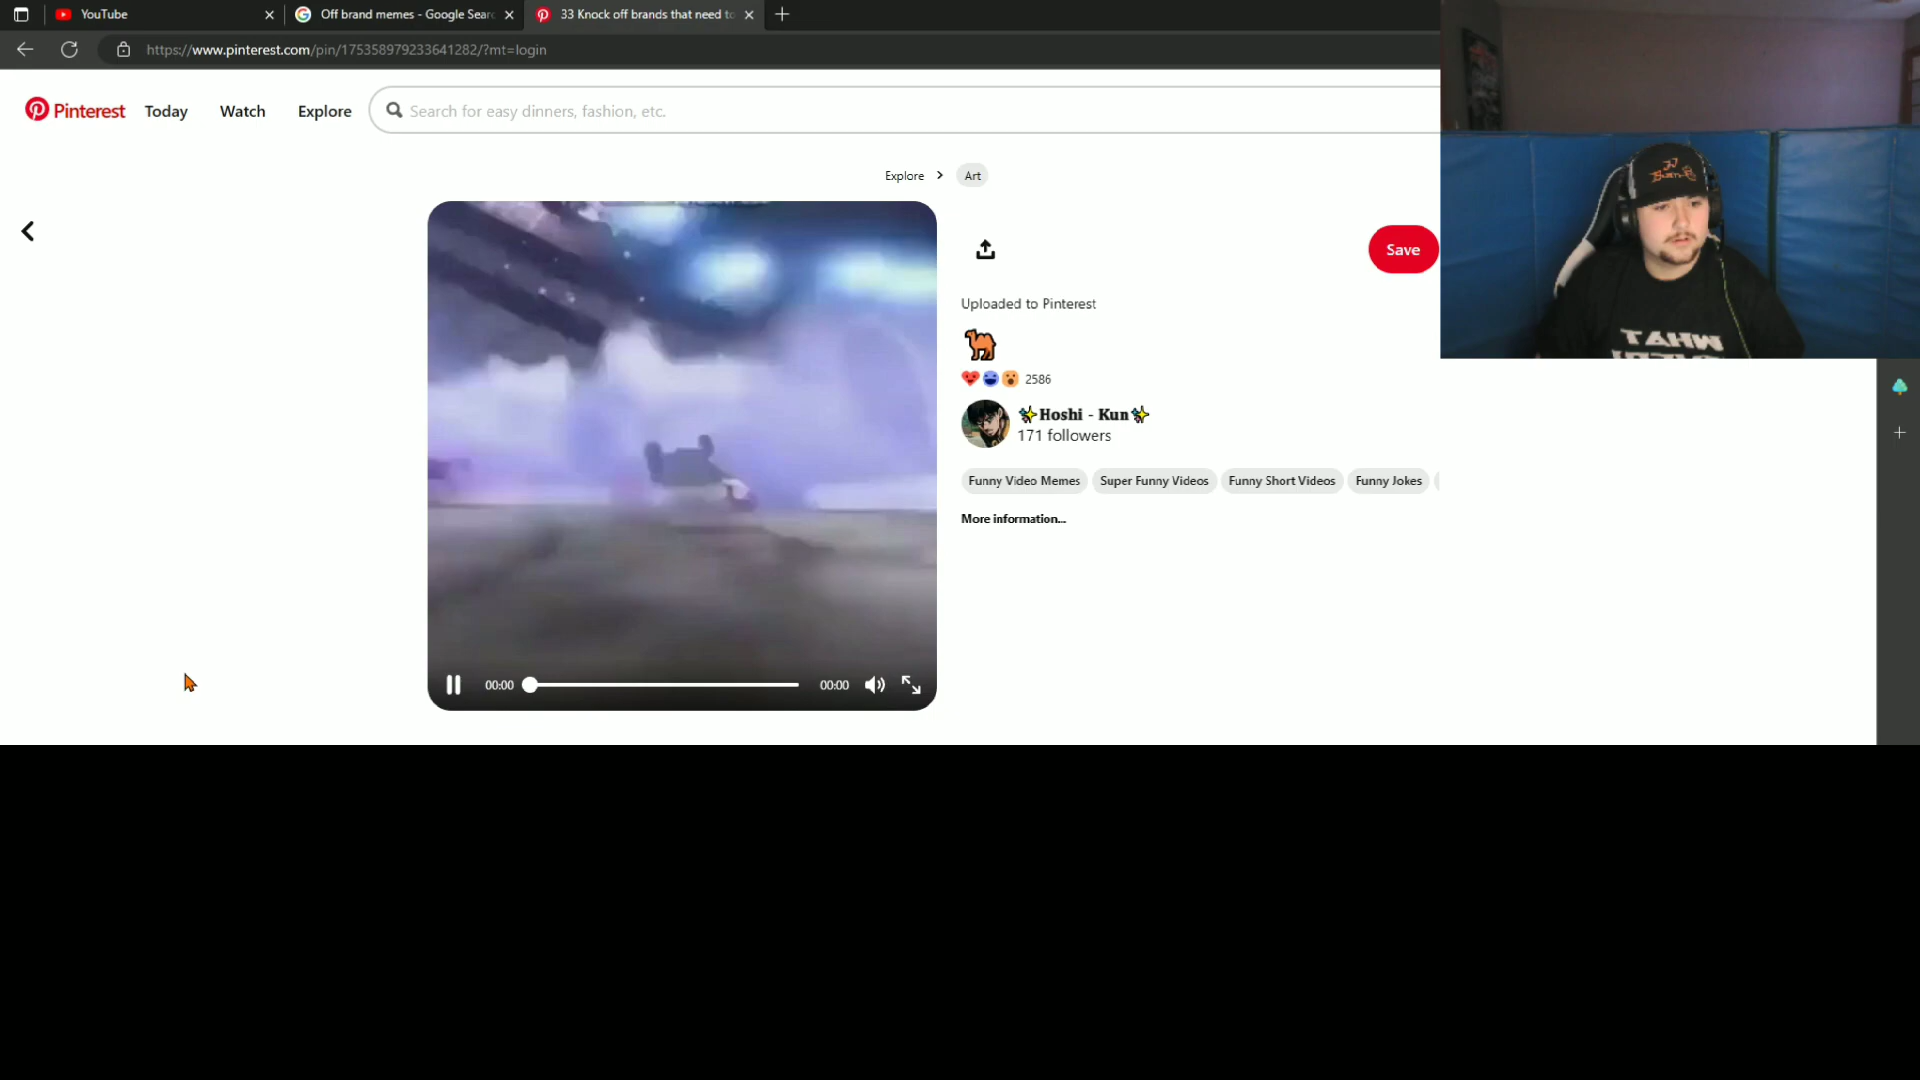 YouTube
Off brand memes - Google Searc
33 Knock off brands that need to
https://www.pinterest.com/pin/175358979233641282/?mt=login
Pinterest
Today
Watch
Explore
Search for easy dinners, fashion, etc.
Explore
Art
Save
Uploaded to Pinterest
2586
✨Hoshi - Kun✨
171 followers
Funny Video Memes
Super Funny Videos
Funny Short Videos
Funny Jokes
More information...
00:00
00:00
WHAT